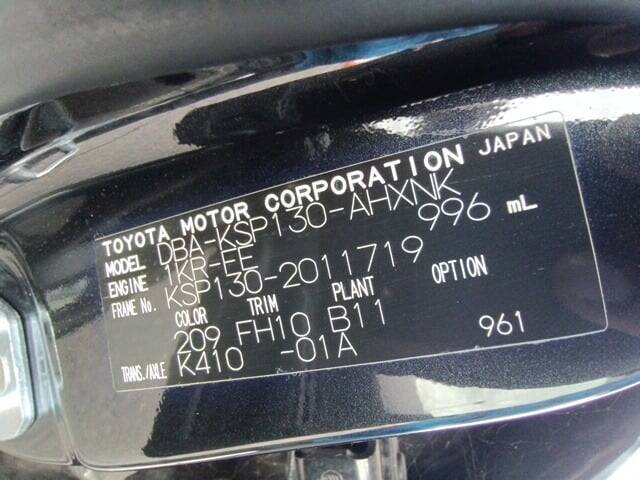 TOYOTA MOTOR CORPORATION JAPAN
MODEL DBA-KSP130-AHXNK
ENGINE 1KR-FE 996 mL
FRAME No. KSP130-2011719
COLOR TRIM PLANT OPTION
209 FH10 B11
TRANS./AXLE K410 -01A 961